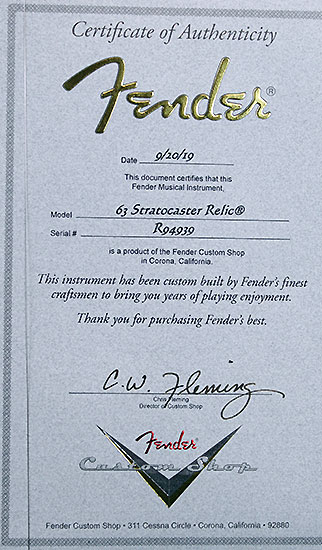 Certificate of Authenticity
Fender®
Date 9/20/19
This document certifies that this
Fender Musical Instrument,
Model 63 Stratocaster Relic®
Serial # R94939
is a product of the Fender Custom Shop
in Corona, California.
This instrument has been custom built by Fender's finest
craftsmen to bring you years of playing enjoyment.
Thank you for purchasing Fender's best.
C.W. Fleming
Chris Fleming
Director of Custom Shop
Fender
Custom Shop
Fender Custom Shop • 311 Cessna Circle • Corona, California • 92880